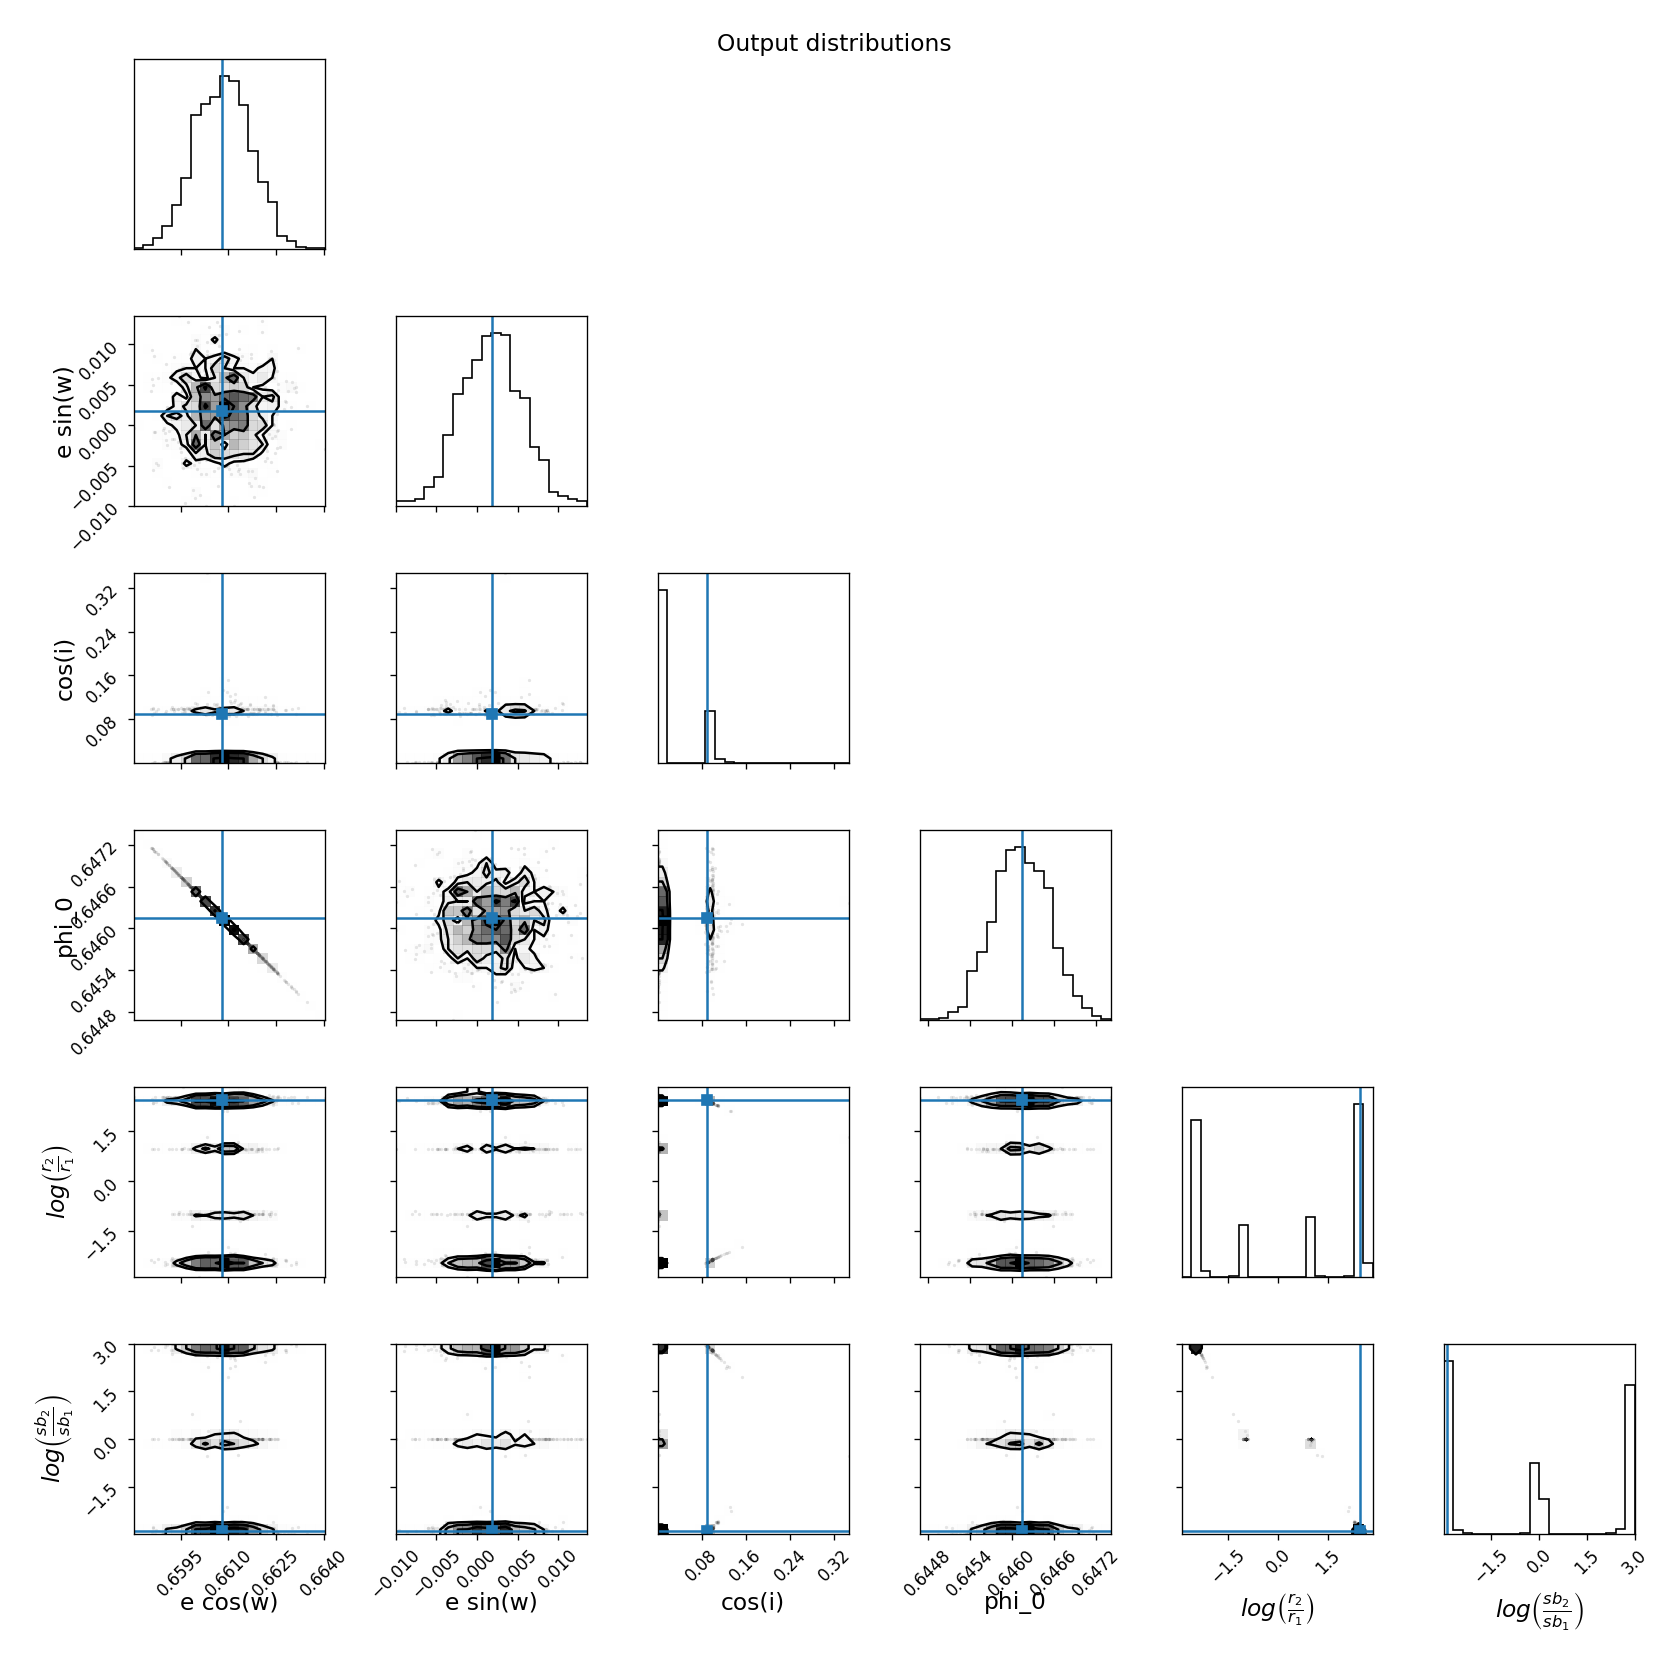 Output distributions
e sin(w)
0.010
0.005
0.000
−0.005
−0.010
cos(i)
0.32
0.24
0.16
0.08
phi_0
0.6472
0.6466
0.6460
0.6454
0.6448
log(r2/r1)
1.5
0.0
−1.5
log(sb2/sb1)
3.0
1.5
0.0
−1.5
0.6595 0.6610 0.6625 0.6640
−0.010 −0.005 0.000 0.005 0.010
0.08 0.16 0.24 0.32
0.6448 0.6454 0.6460 0.6466 0.6472
−1.5 0.0 1.5
−1.5 0.0 1.5 3.0
e cos(w) e sin(w) cos(i) phi_0 log(r2/r1) log(sb2/sb1)